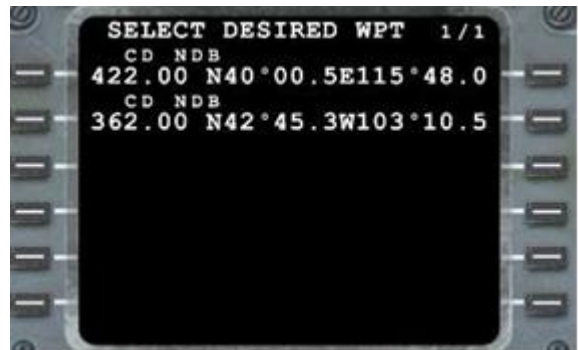 SELECT DESIRED WPT 1/1
CD NDB
422.00 N40°00.5E115°48.0
CD NDB
362.00 N42°45.3W103°10.5